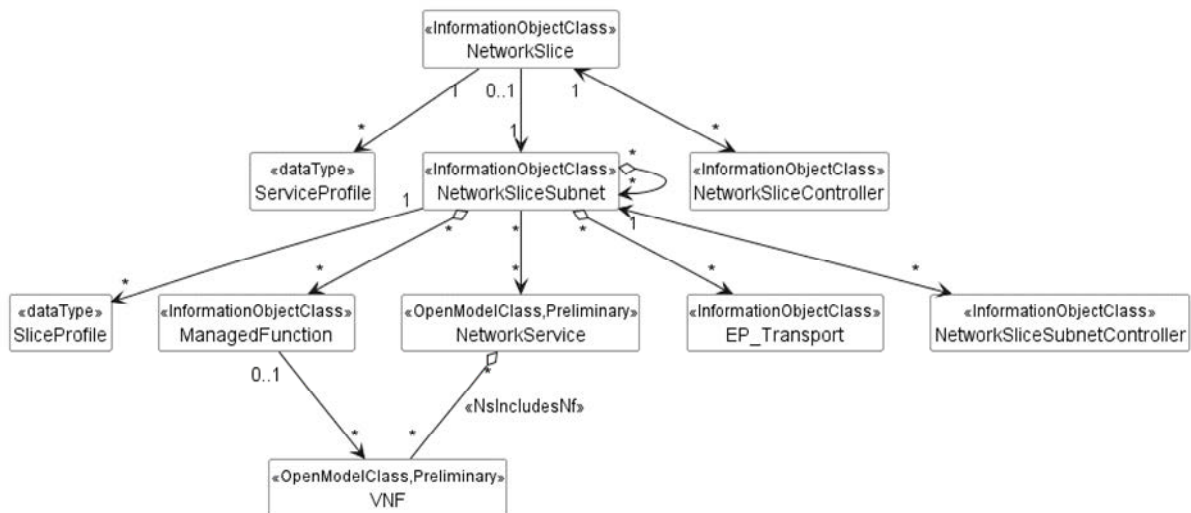 «InformationObjectClass»
NetworkSlice
1
0..1
1
*
1
*
«dataType»
ServiceProfile
«InformationObjectClass»
NetworkSliceSubnet
*
*
«InformationObjectClass»
NetworkSliceController
1
*
*
*
1
*
*
*
*
*
«dataType»
SliceProfile
«InformationObjectClass»
ManagedFunction
«OpenModelClass,Preliminary»
NetworkService
«InformationObjectClass»
EP_Transport
«InformationObjectClass»
NetworkSliceSubnetController
0..1
*
«NsIncludesNf»
*
*
«OpenModelClass,Preliminary»
VNF